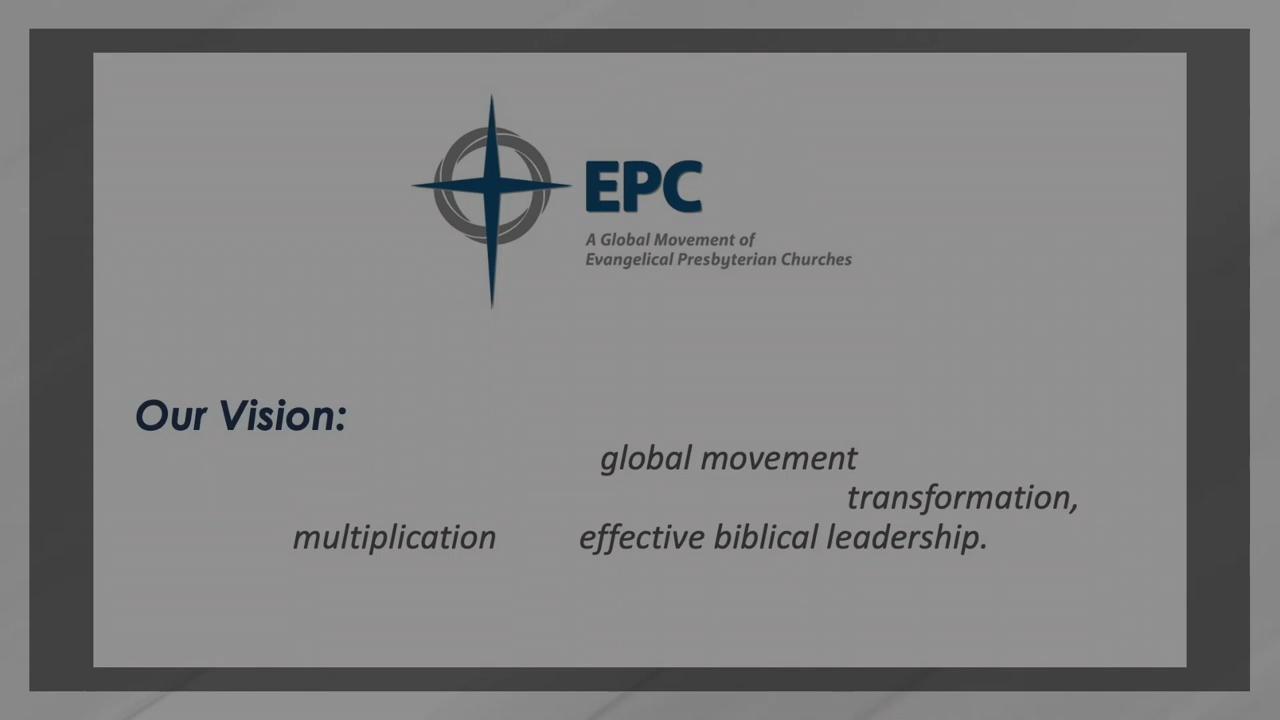 EPC
A Global Movement of
Evangelical Presbyterian Churches
Our Vision:
global movement
transformation,
multiplication effective biblical leadership.